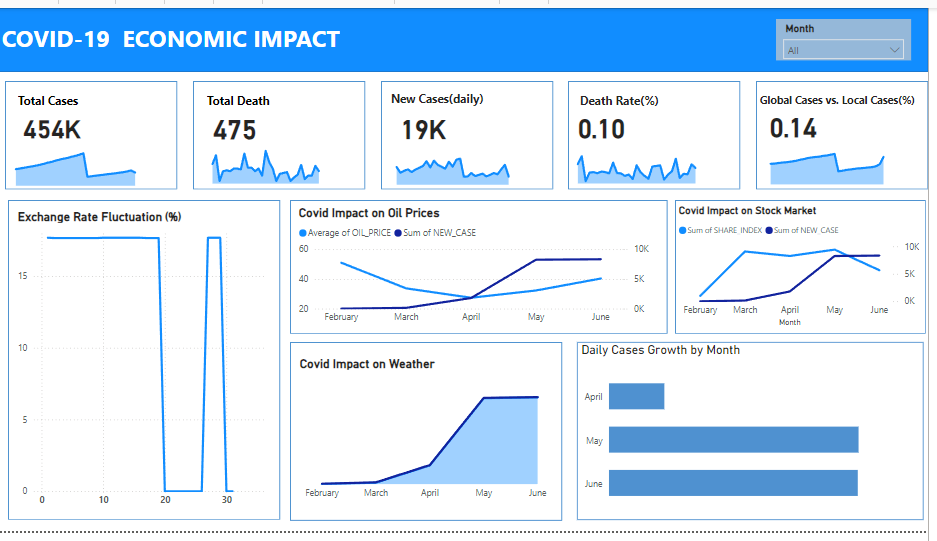 COVID-19 ECONOMIC IMPACT
Month
All
Total Cases
454K
Total Death
475
New Cases(daily)
19K
Death Rate(%)
0.10
Global Cases vs. Local Cases(%)
0.14
Exchange Rate Fluctuation (%)
15
10
5
0
0 10 20 30
Covid Impact on Oil Prices
Average of OIL_PRICE Sum of NEW_CASE
60 10K
40 5K
20 0K
February March April May June
Covid Impact on Stock Market
Sum of SHARE_INDEX Sum of NEW_CASE
10K
5K
0K
February March April May June
Month
Covid Impact on Weather
February March April May June
Daily Cases Growth by Month
April
May
June